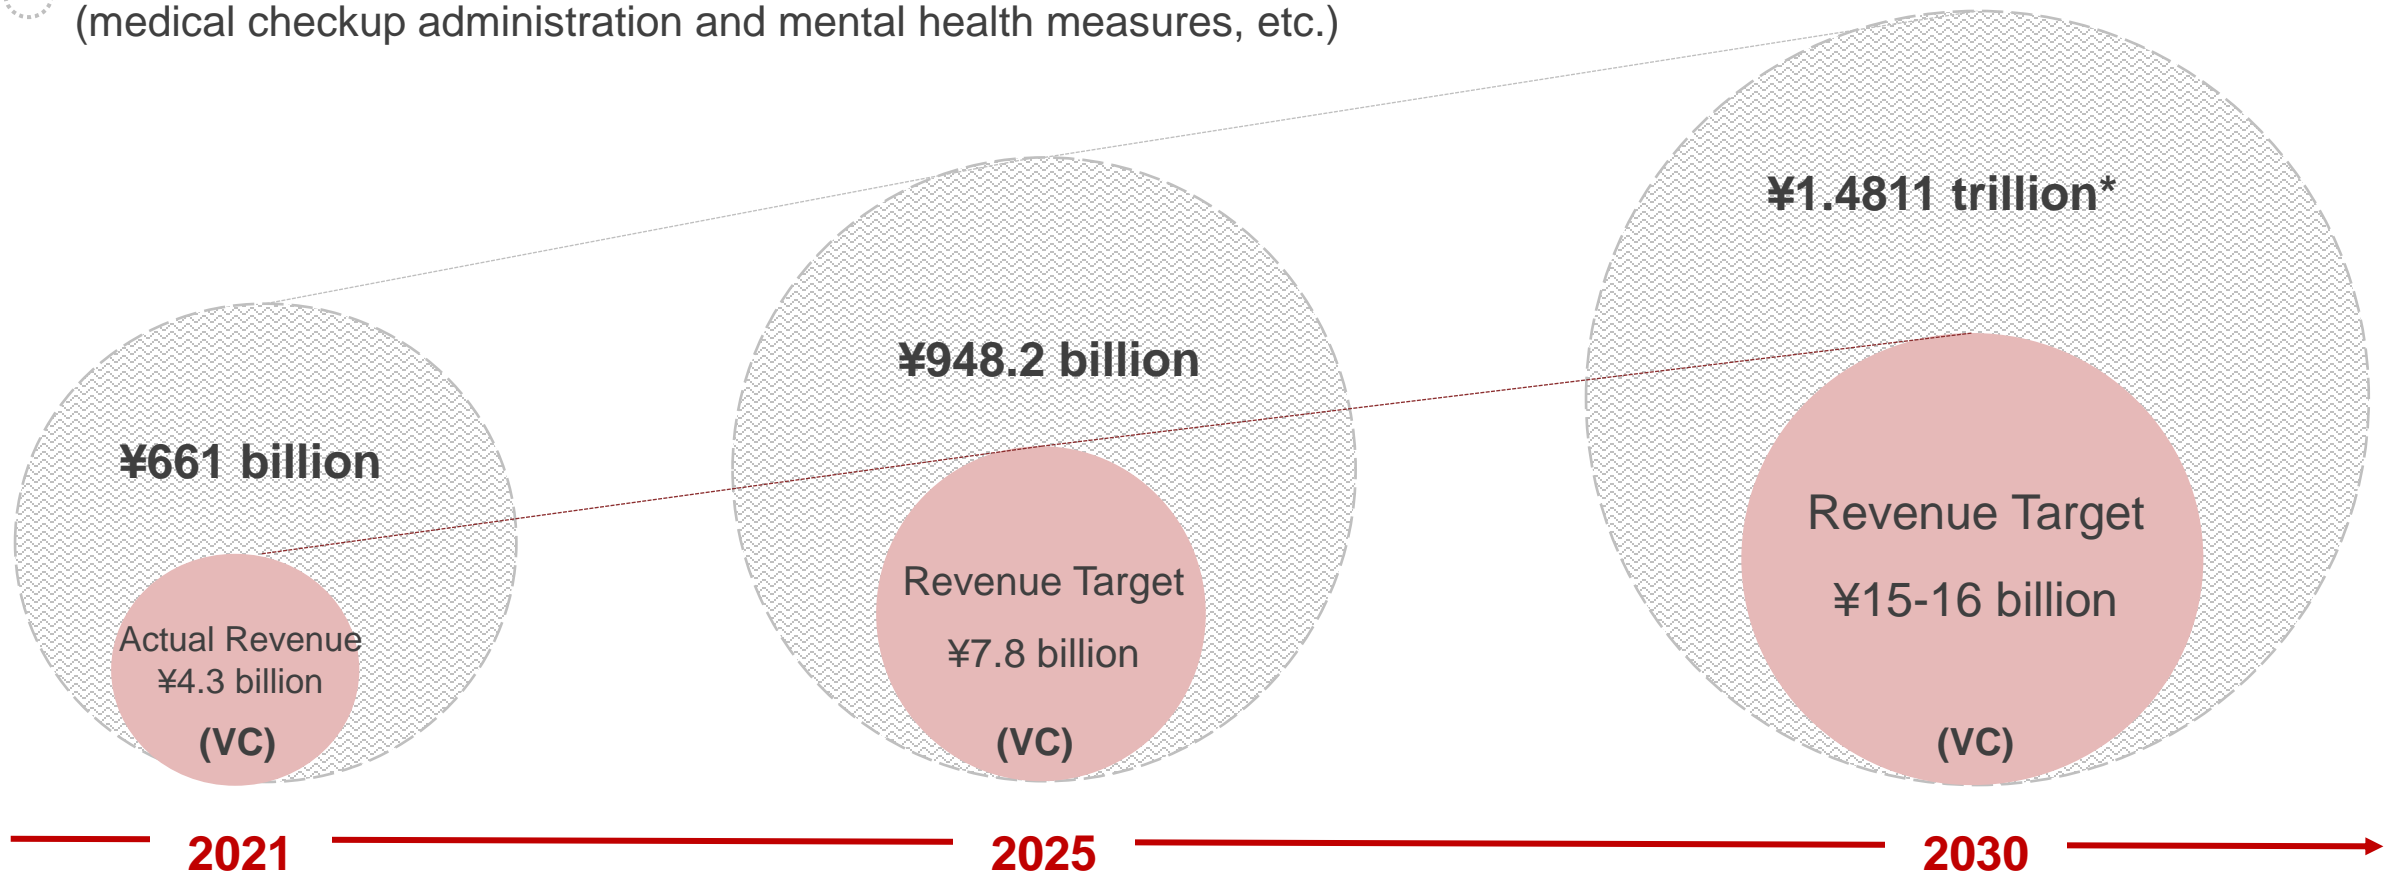 (medical checkup administration and mental health measures, etc.)
¥661 billion
Actual Revenue
¥4.3 billion
(VC)
¥948.2 billion
Revenue Target
¥7.8 billion
(VC)
¥1.4811 trillion*
Revenue Target
¥15-16 billion
(VC)
2021
2025
2030